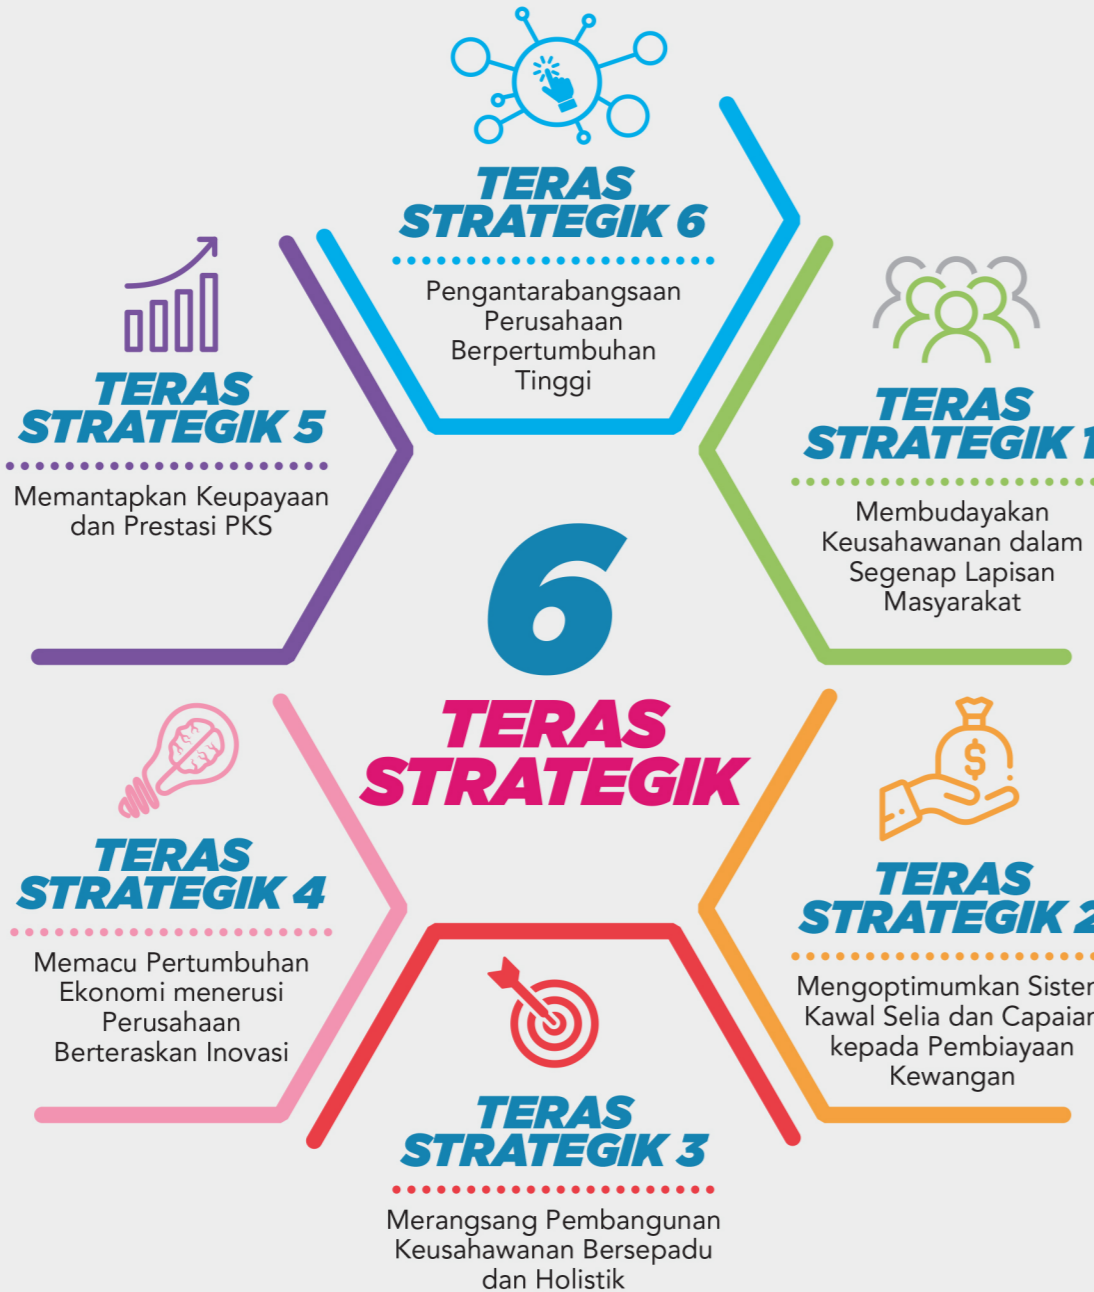 TERAS
STRATEGIK 6
Pengantarabangsaan
Perusahaan
Berpertumbuhan
Tinggi
TERAS
STRATEGIK 5
Memantapkan Keupayaan
dan Prestasi PKS
TERAS
STRATEGIK 1
Membudayakan
Keusahawanan dalam
Segenap Lapisan
Masyarakat
6
TERAS
STRATEGIK
TERAS
STRATEGIK 4
Memacu Pertumbuhan
Ekonomi menerusi
Perusahaan
Berteraskan Inovasi
TERAS
STRATEGIK 2
Mengoptimumkan Sistem
Kawal Selia dan Capaian
kepada Pembiayaan
Kewangan
$
TERAS
STRATEGIK 3
Merangsang Pembangunan
Keusahawanan Bersepadu
dan Holistik